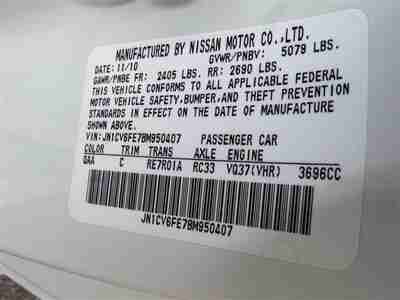 MANUFACTURED BY NISSAN MOTOR CO.,LTD.
DATE: 11/10 GVWR/PNBV: 5079 LBS.
GAWR/PNBE FR: 2405 LBS. RR: 2690 LBS.
THIS VEHICLE CONFORMS TO ALL APPLICABLE FEDERAL
MOTOR VEHICLE SAFETY, BUMPER, AND THEFT PREVENTION
STANDARDS IN EFFECT ON THE DATE OF MANUFACTURE
SHOWN ABOVE.
VIN: JN1CV6FE7BM950407 PASSENGER CAR
COLOR TRIM TRANS AXLE ENGINE
QAA C RE7R01A RC33 VQ37(VHR) 3696CC
JN1CV6FE7BM950407